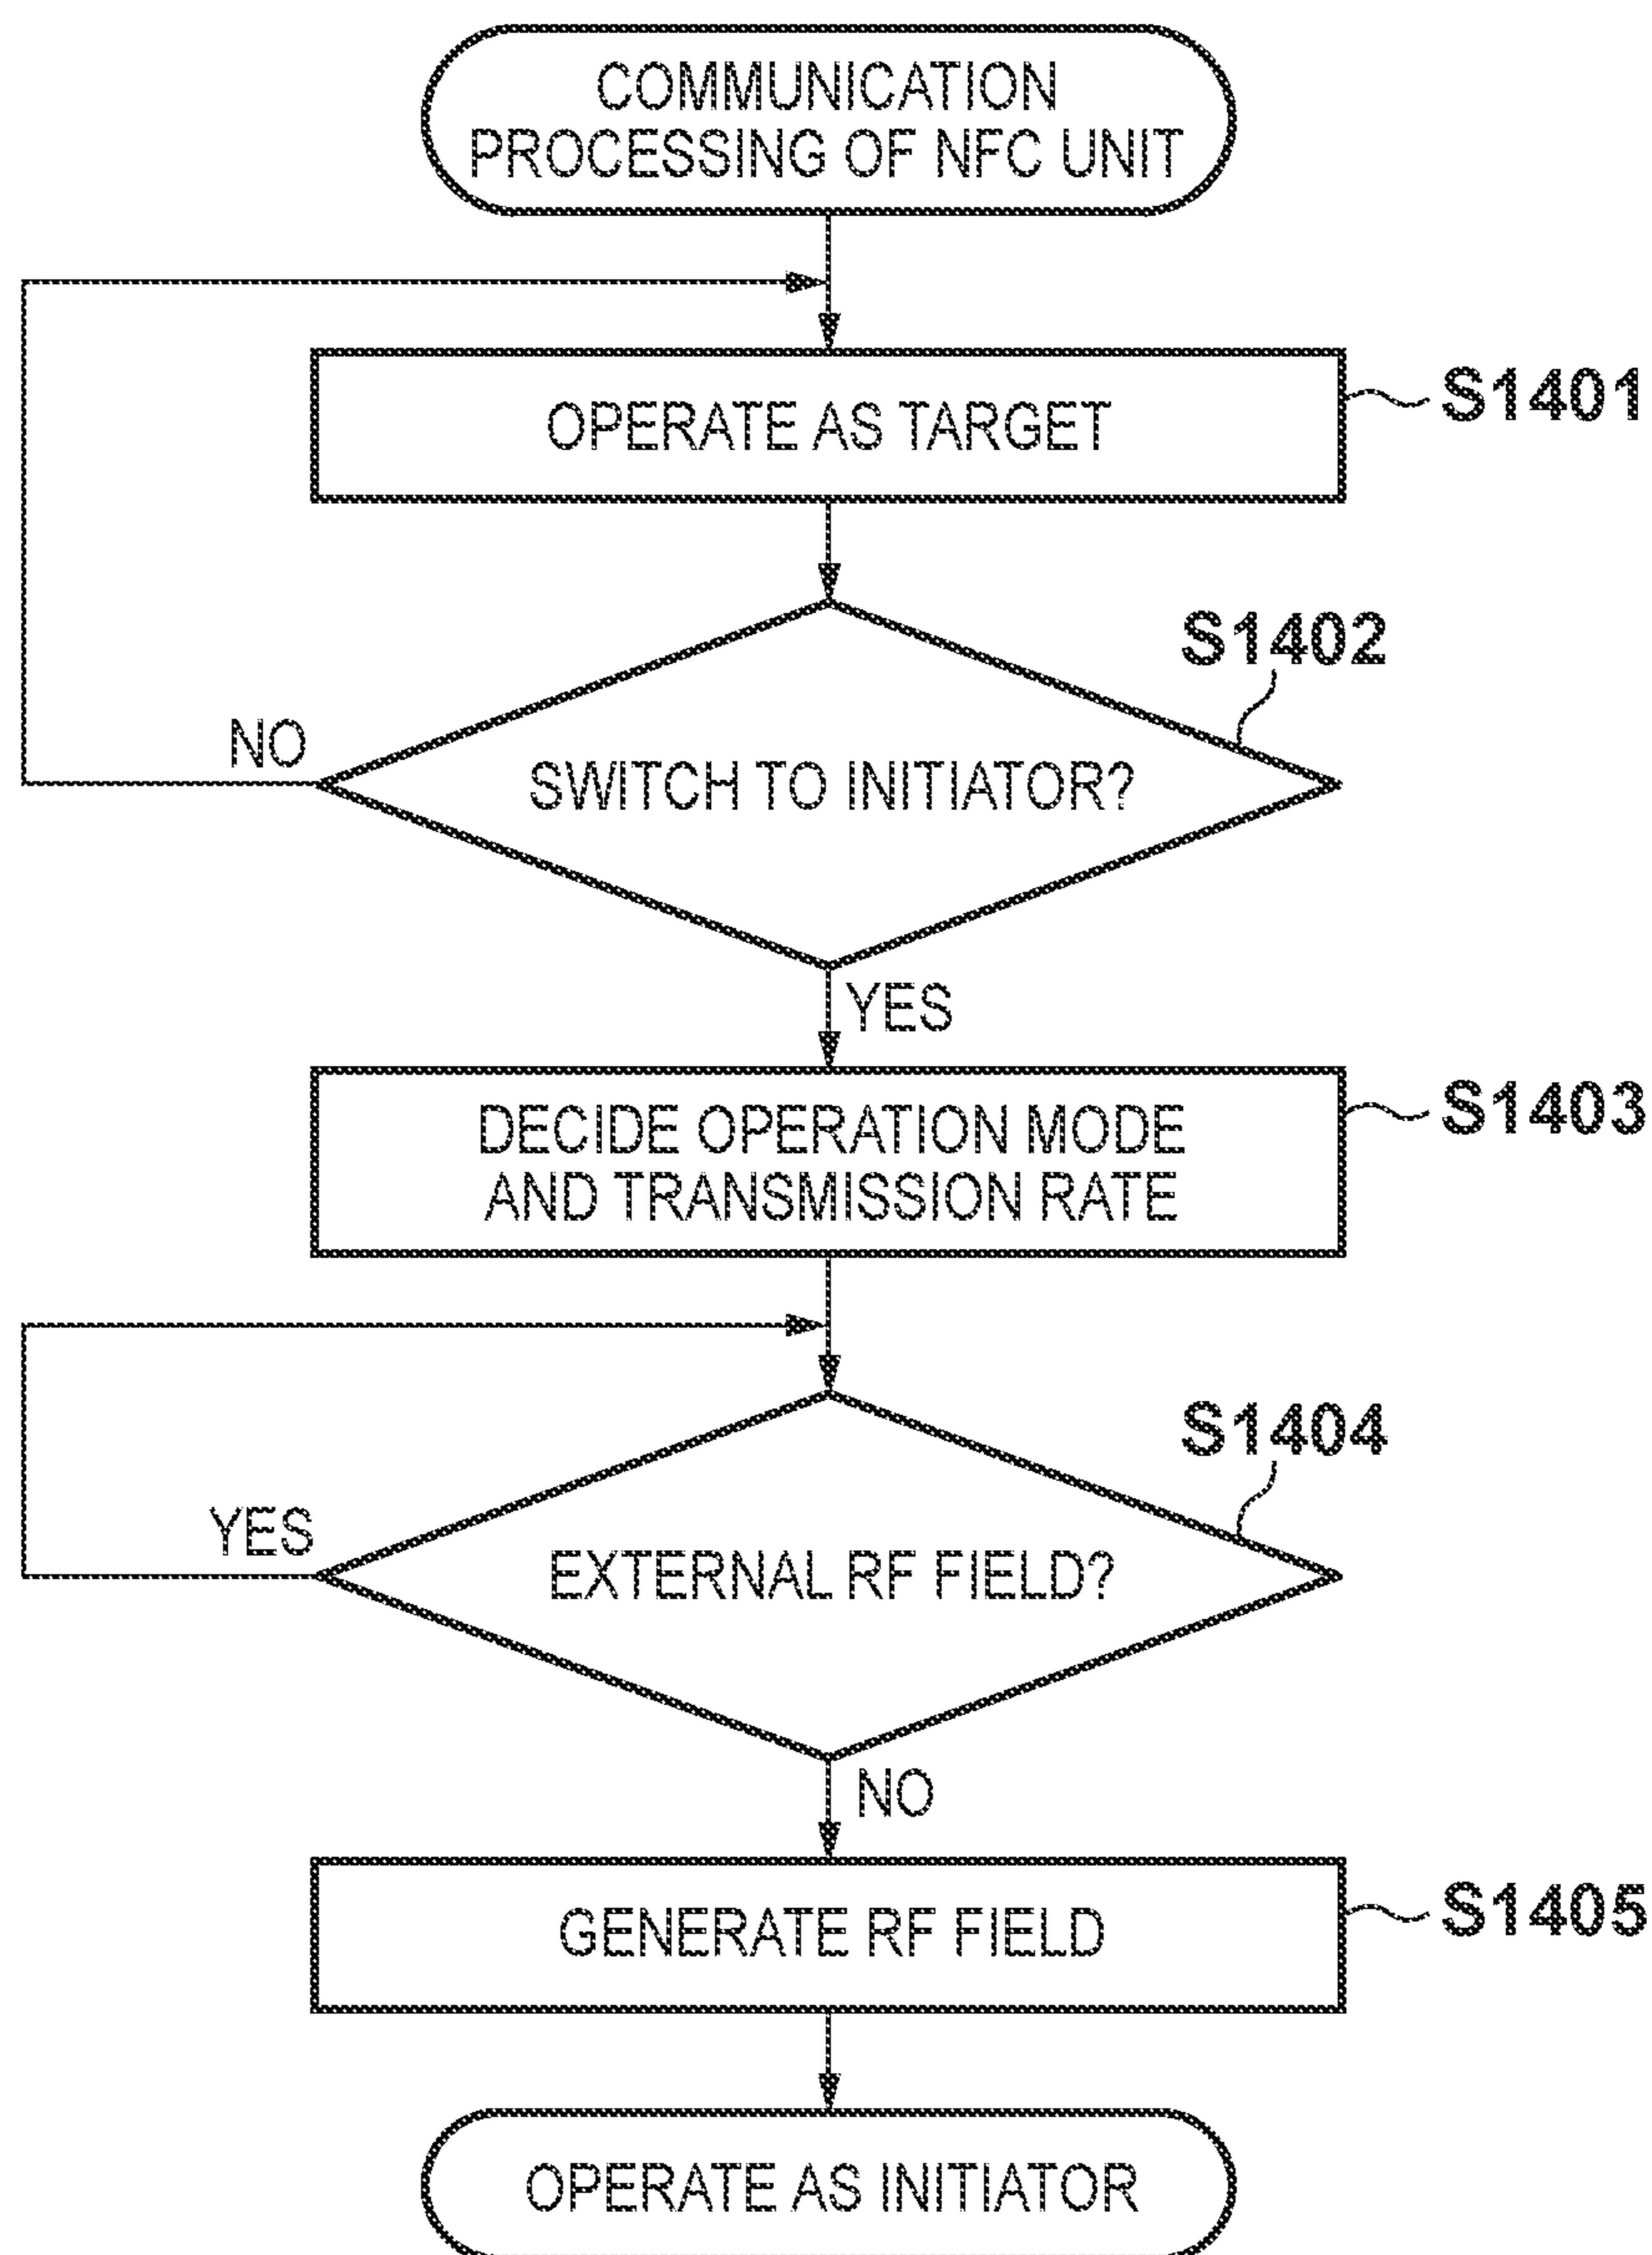 COMMUNICATION
PROCESSING OF NFC UNIT
OPERATE AS TARGET
S1401
S1402
NO
SWITCH TO INITIATOR?
YES
DECIDE OPERATION MODE
AND TRANSMISSION RATE
S1403
S1404
YES
EXTERNAL RF FIELD?
NO
GENERATE RF FIELD
S1405
OPERATE AS INITIATOR